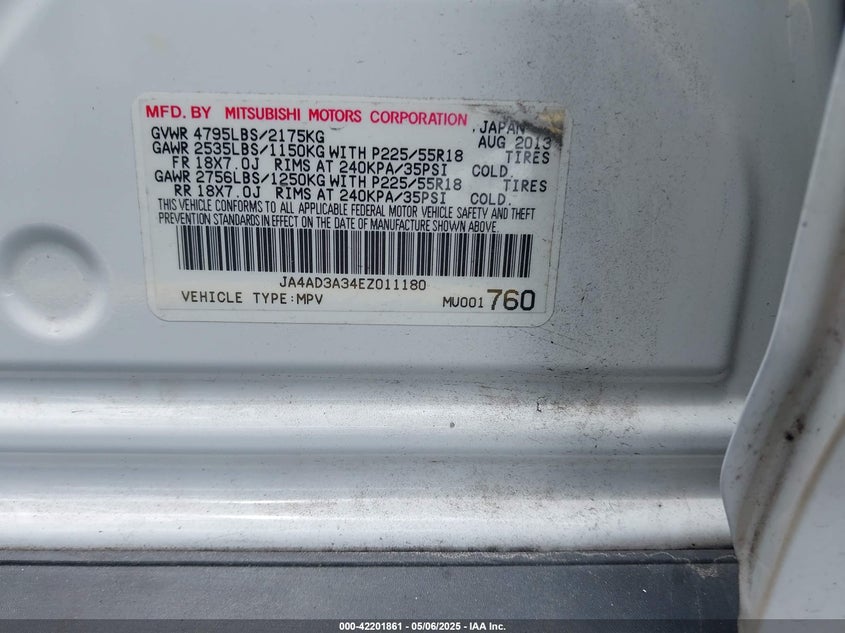 MFD. BY MITSUBISHI MOTORS CORPORATION , JAPAN
GVWR 4795LBS/2175KG AUG 2013
GAWR 2535LBS/1150KG WITH P225/55R18 TIRES
FR 18X7.0J RIMS AT 240KPA/35PSI COLD.
GAWR 2756LBS/1250KG WITH P225/55R18 TIRES
RR 18X7.0J RIMS AT 240KPA/35PSI COLD.
THIS VEHICLE CONFORMS TO ALL APPLICABLE FEDERAL MOTOR VEHICLE SAFETY AND THEFT
PREVENTION STANDARDS IN EFFECT ON THE DATE OF MANUFACTURE SHOWN ABOVE.
JA4AD3A34EZ011180
VEHICLE TYPE:MPV MU001 760
000-42201861 | 05/06/2025 | IAA Inc.